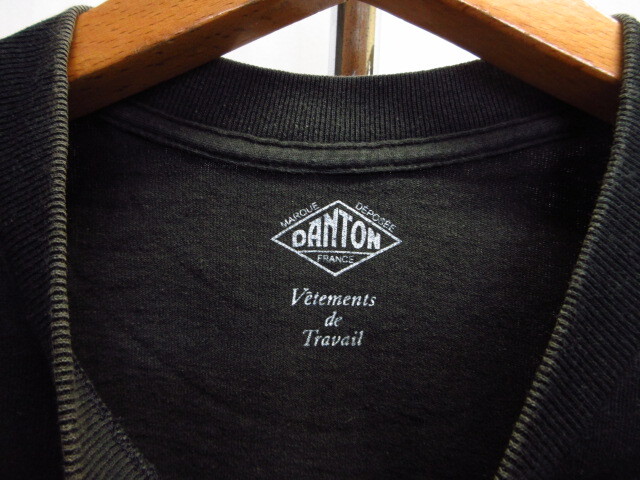 MARQUE DÉPOSÉE
DANTON
FRANCE
Vêtements
de
Travail